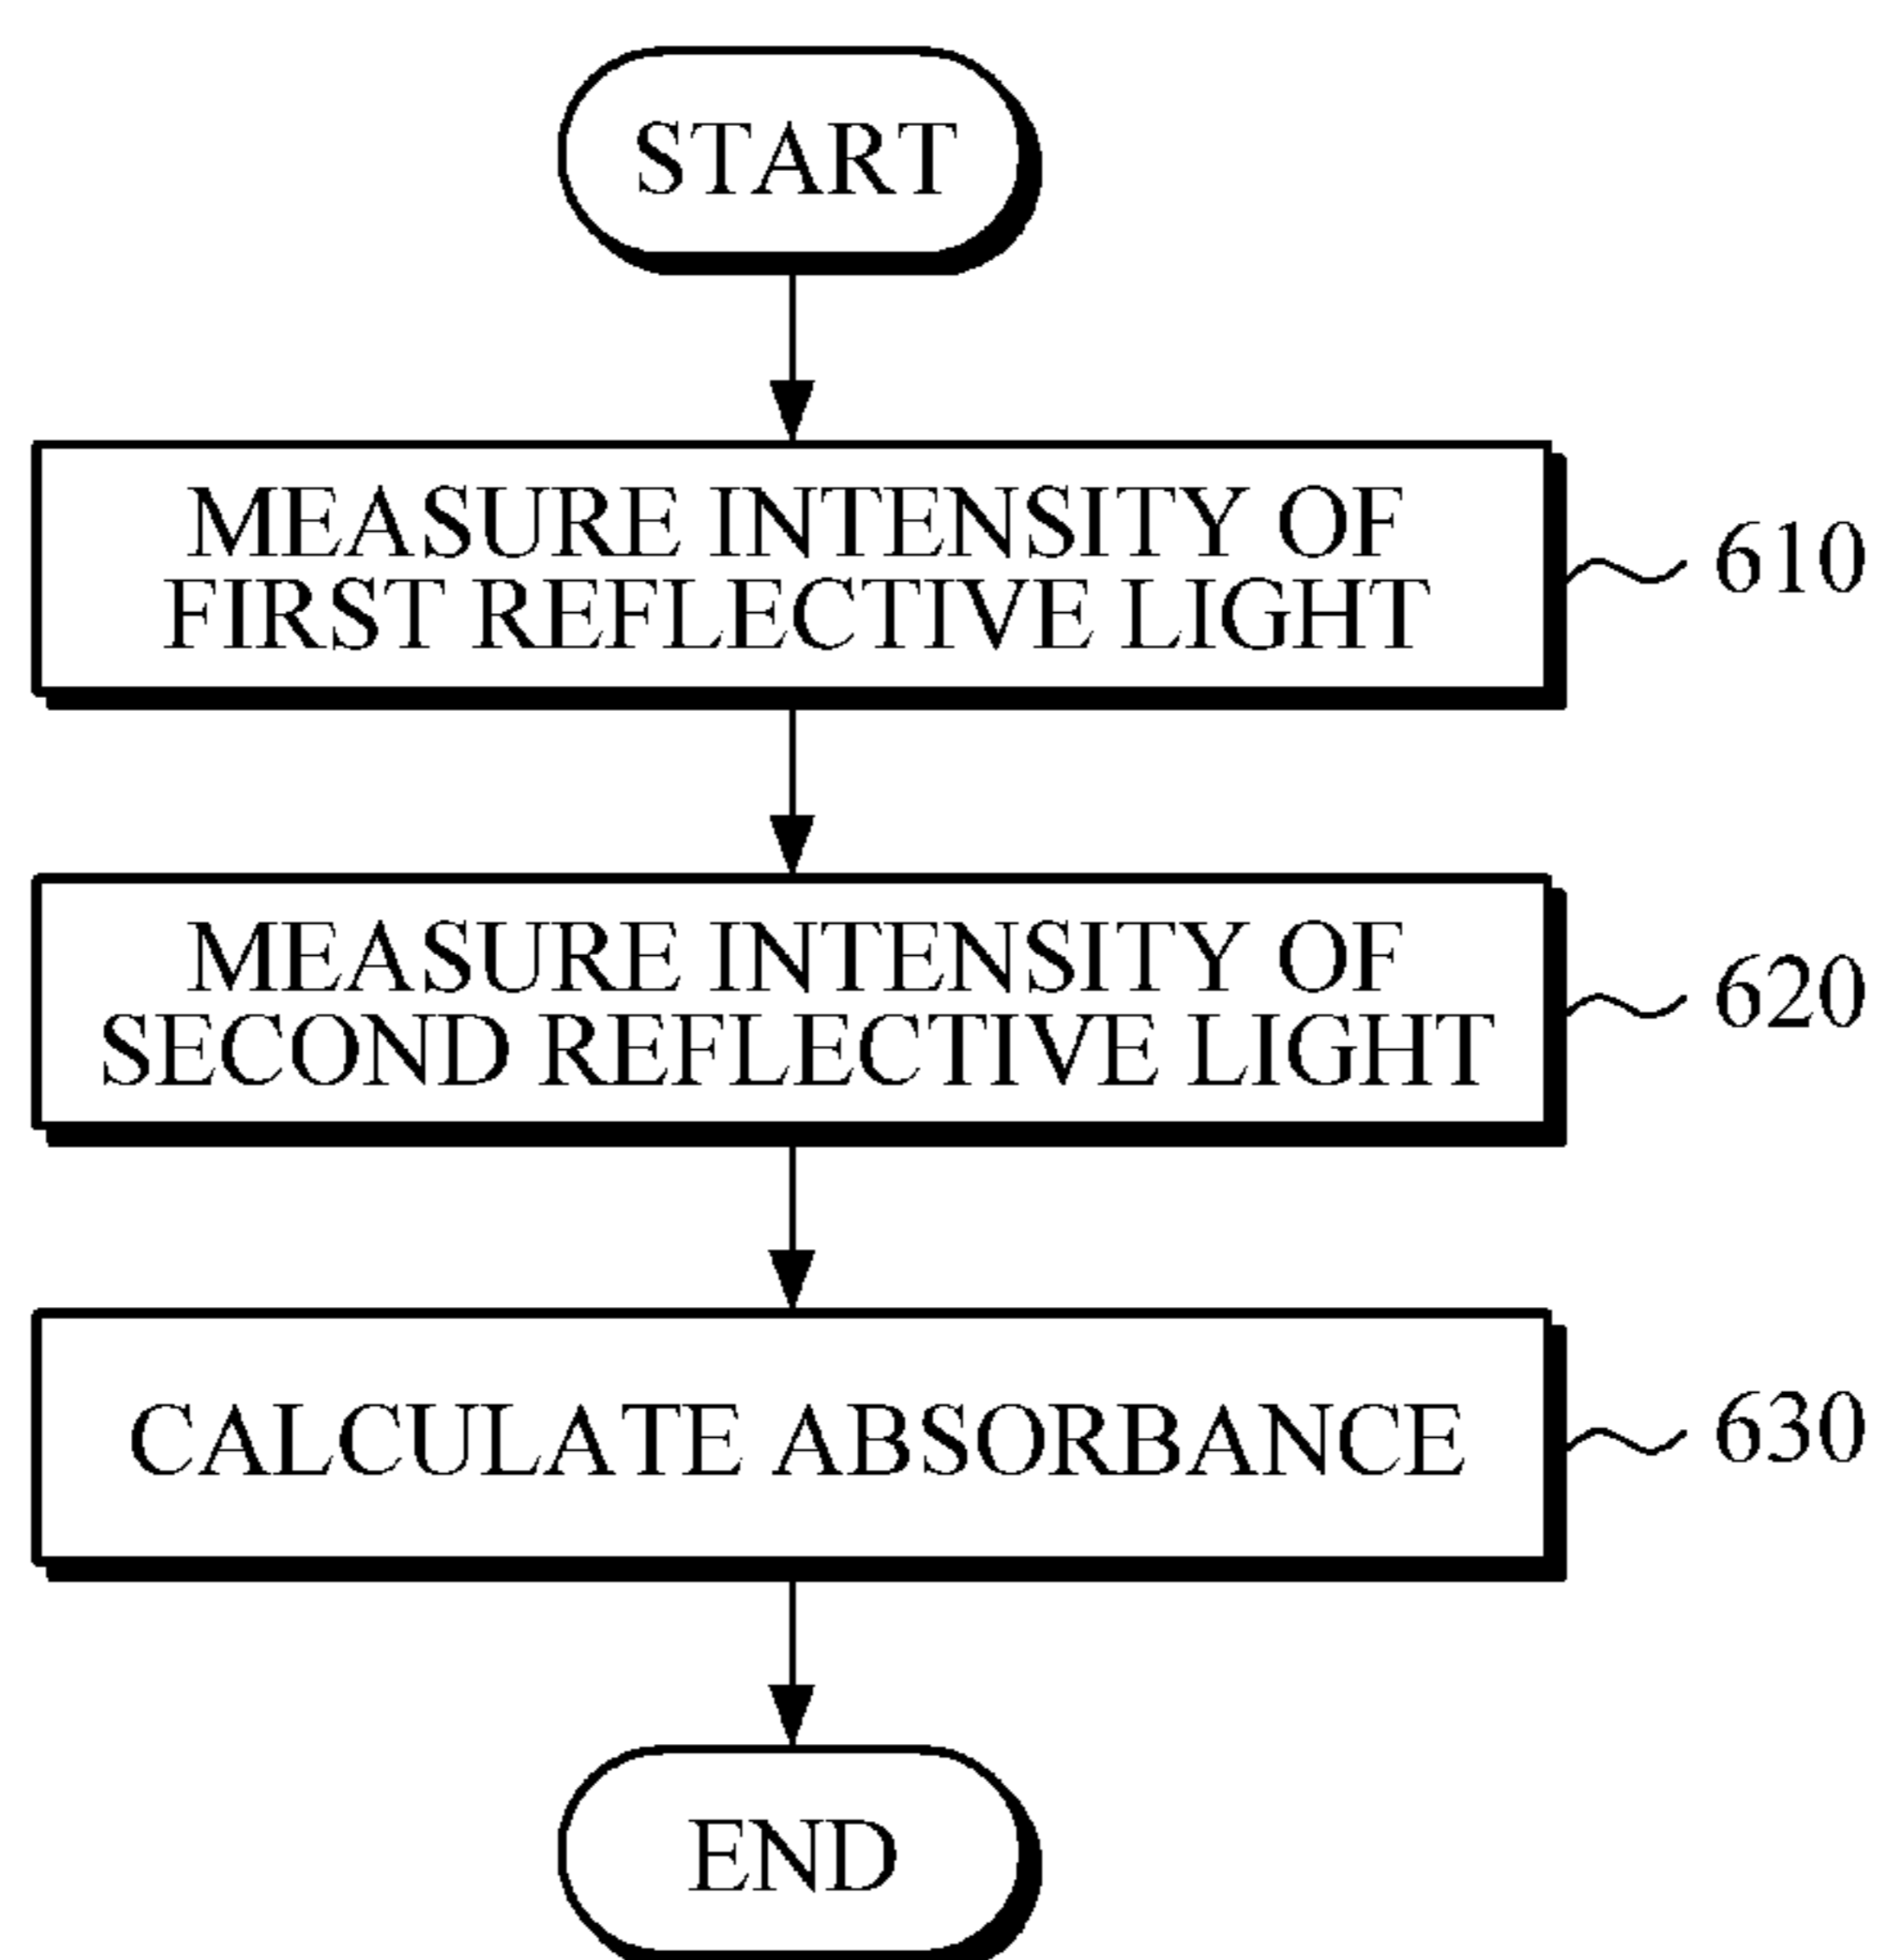 START
MEASURE INTENSITY OF
FIRST REFLECTIVE LIGHT
610
MEASURE INTENSITY OF
SECOND REFLECTIVE LIGHT
620
CALCULATE ABSORBANCE
630
END